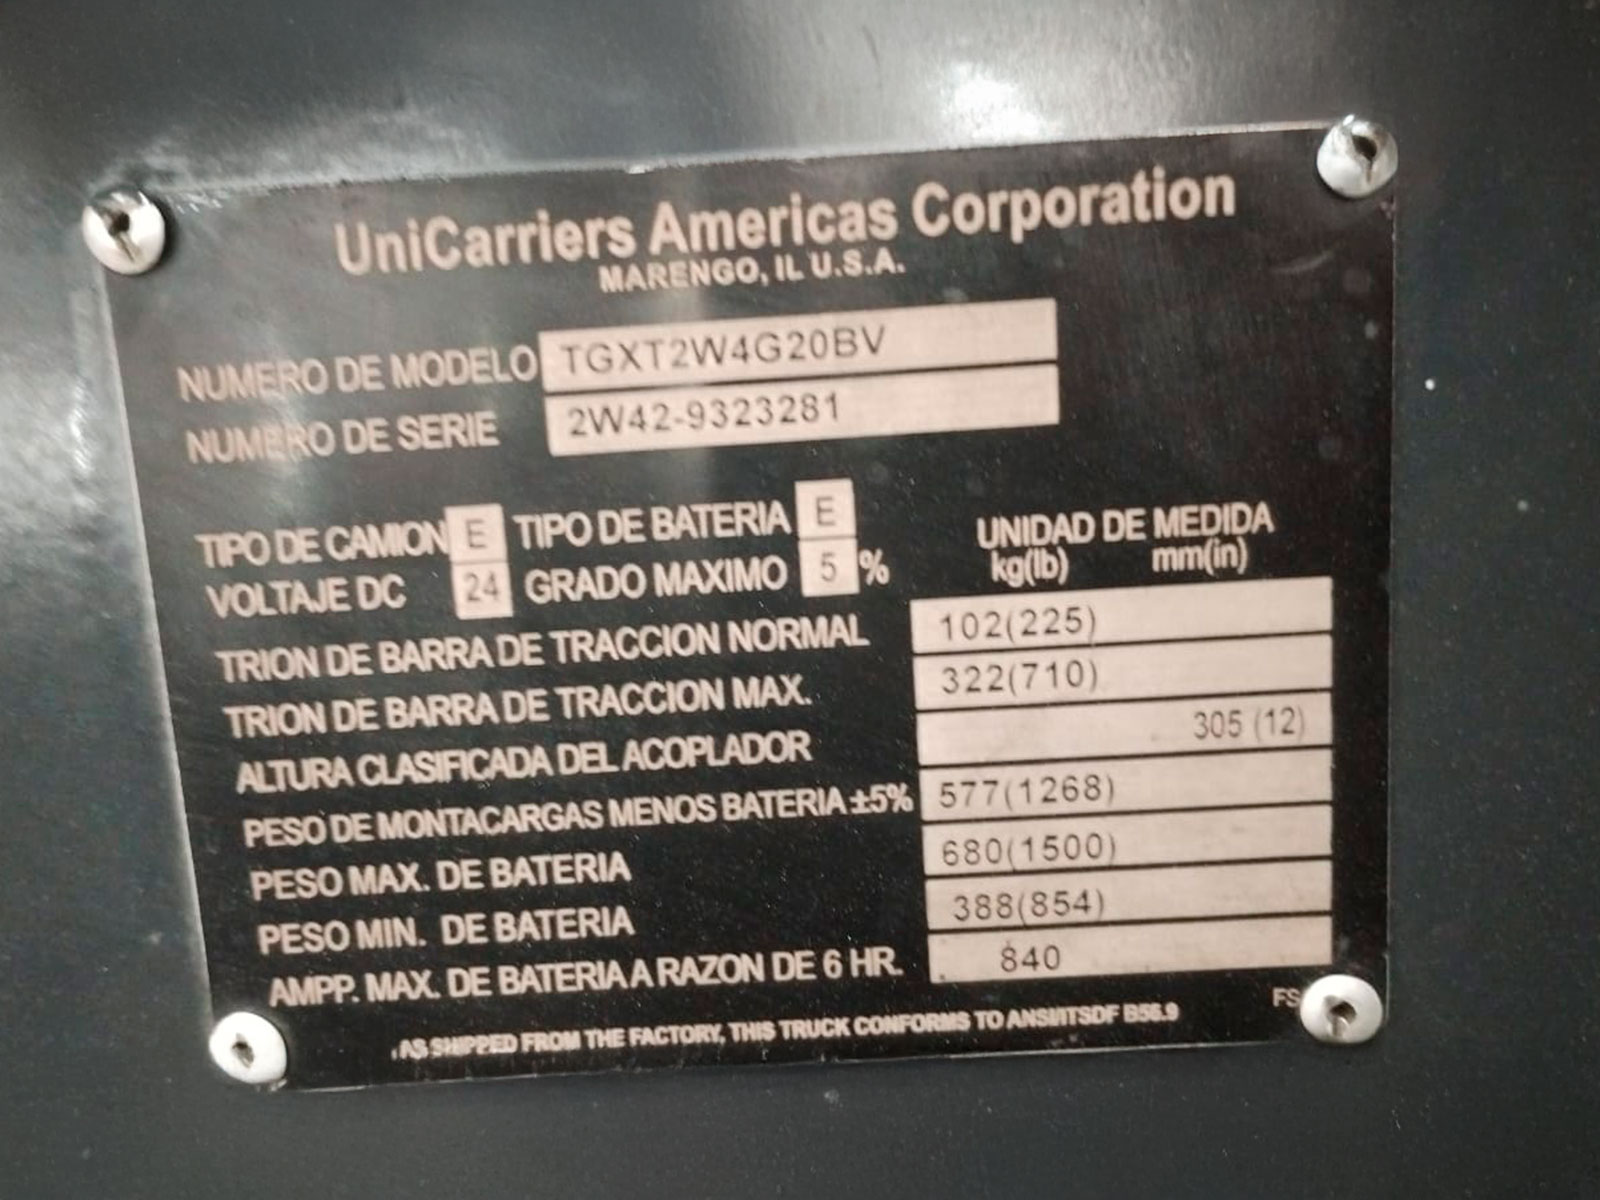 UniCarriers Americas Corporation
MARENGO, IL U.S.A.
NUMERO DE MODELO TGXT2W4G20BV
NUMERO DE SERIE 2W42-9323281
TIPO DE CAMION E TIPO DE BATERIA E
VOLTAJE DC 24 GRADO MAXIMO 5 %
UNIDAD DE MEDIDA
kg(lb) mm(in)
TRION DE BARRA DE TRACCION NORMAL 102(225)
TRION DE BARRA DE TRACCION MAX. 322(710)
ALTURA CLASIFICADA DEL ACOPLADOR 305 (12)
PESO DE MONTACARGAS MENOS BATERIA ±5% 577(1268)
PESO MAX. DE BATERIA 680(1500)
PESO MIN. DE BATERIA 388(854)
AMPP. MAX. DE BATERIA A RAZON DE 6 HR. 840
AS SHIPPED FROM THE FACTORY, THIS TRUCK CONFORMS TO ANSI/ITSDF B56.9